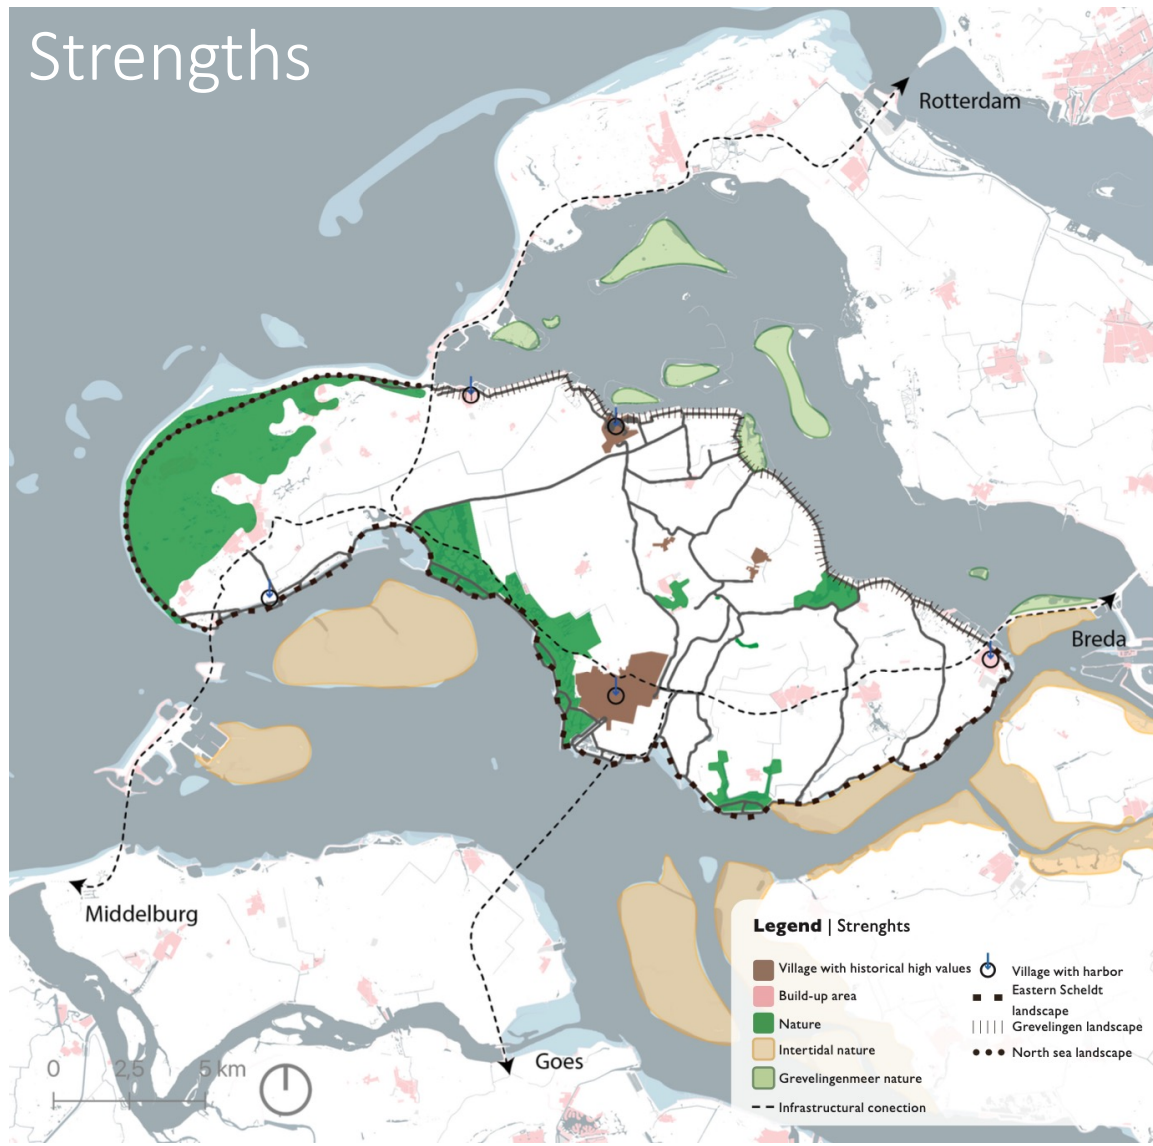 Strengths
Rotterdam
Breda
Middelburg
Goes
0 2,5 5 km
Legend | Strenghts
Village with historical high values
Build-up area
Nature
Intertidal nature
Grevelingenmeer nature
Infrastructural conection
Village with harbor
Eastern Scheldt
landscape
Grevelingen landscape
North sea landscape